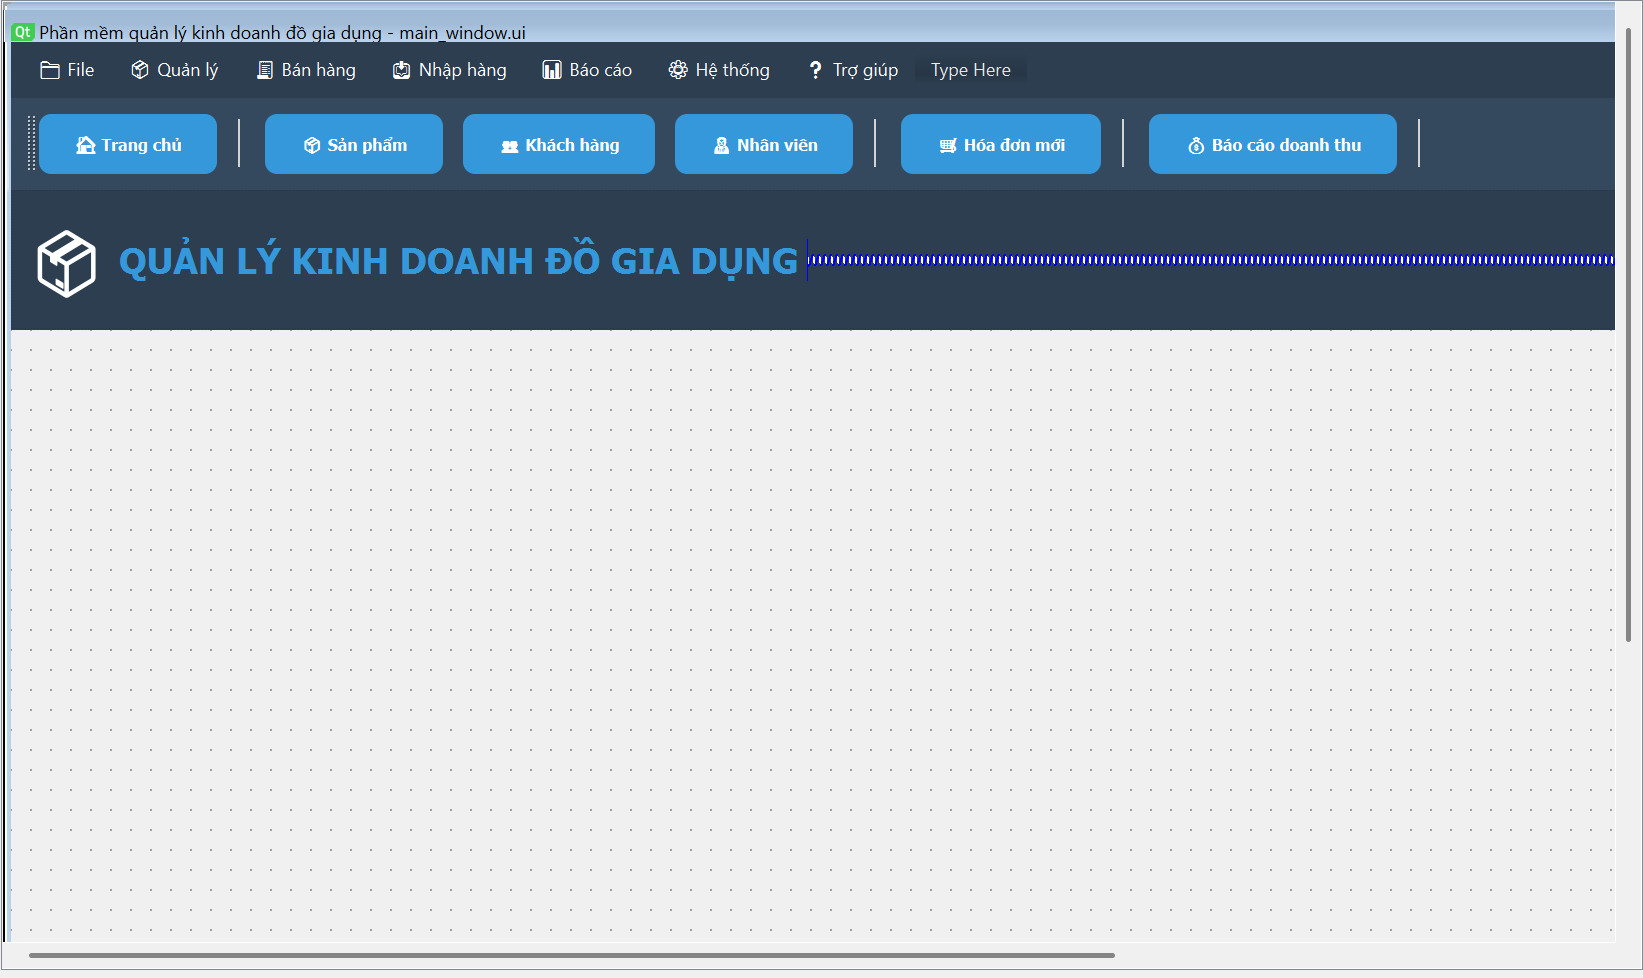 Qt Phần mềm quản lý kinh doanh đồ gia dụng - main_window.ui
File Quản lý Bán hàng Nhập hàng Báo cáo Hệ thống Trợ giúp Type Here
Trang chủ Sản phẩm Khách hàng Nhân viên Hóa đơn mới Báo cáo doanh thu
QUẢN LÝ KINH DOANH ĐỒ GIA DỤNG